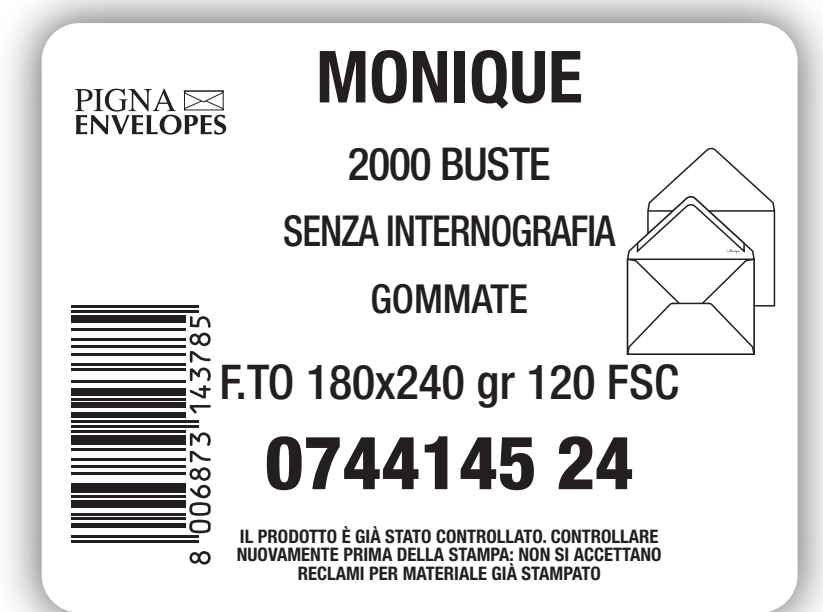 MONIQUE
PIGNA
ENVELOPES
2000 BUSTE
SENZA INTERNOGRAFIA
GOMMATE
F.TO 180x240 gr 120 FSC
0744145 24
8 006873 143785
IL PRODOTTO È GIÀ STATO CONTROLLATO. CONTROLLARE
NUOVAMENTE PRIMA DELLA STAMPA: NON SI ACCETTANO
RECLAMI PER MATERIALE GIÀ STAMPATO